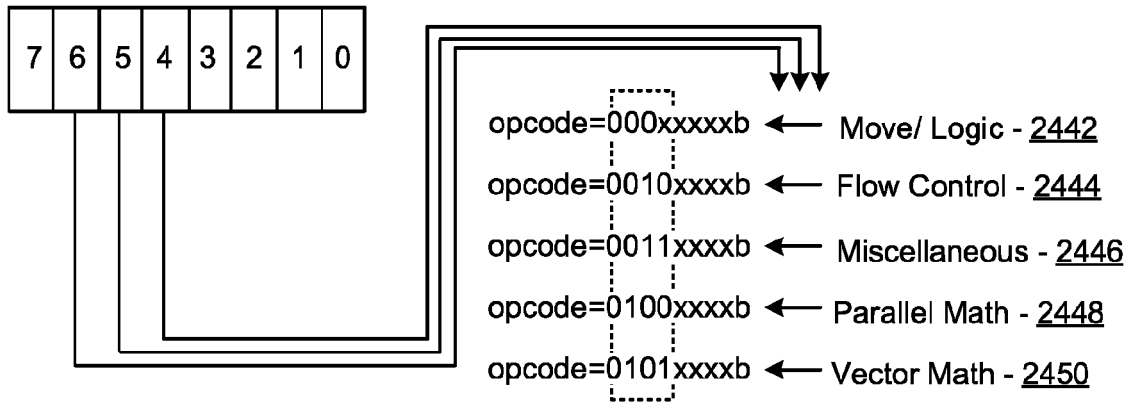 7 6 5 4 3 2 1 0
opcode=000xxxxxb Move/ Logic - 2442
opcode=0010xxxxb Flow Control - 2444
opcode=0011xxxxb Miscellaneous - 2446
opcode=0100xxxxb Parallel Math - 2448
opcode=0101xxxxb Vector Math - 2450